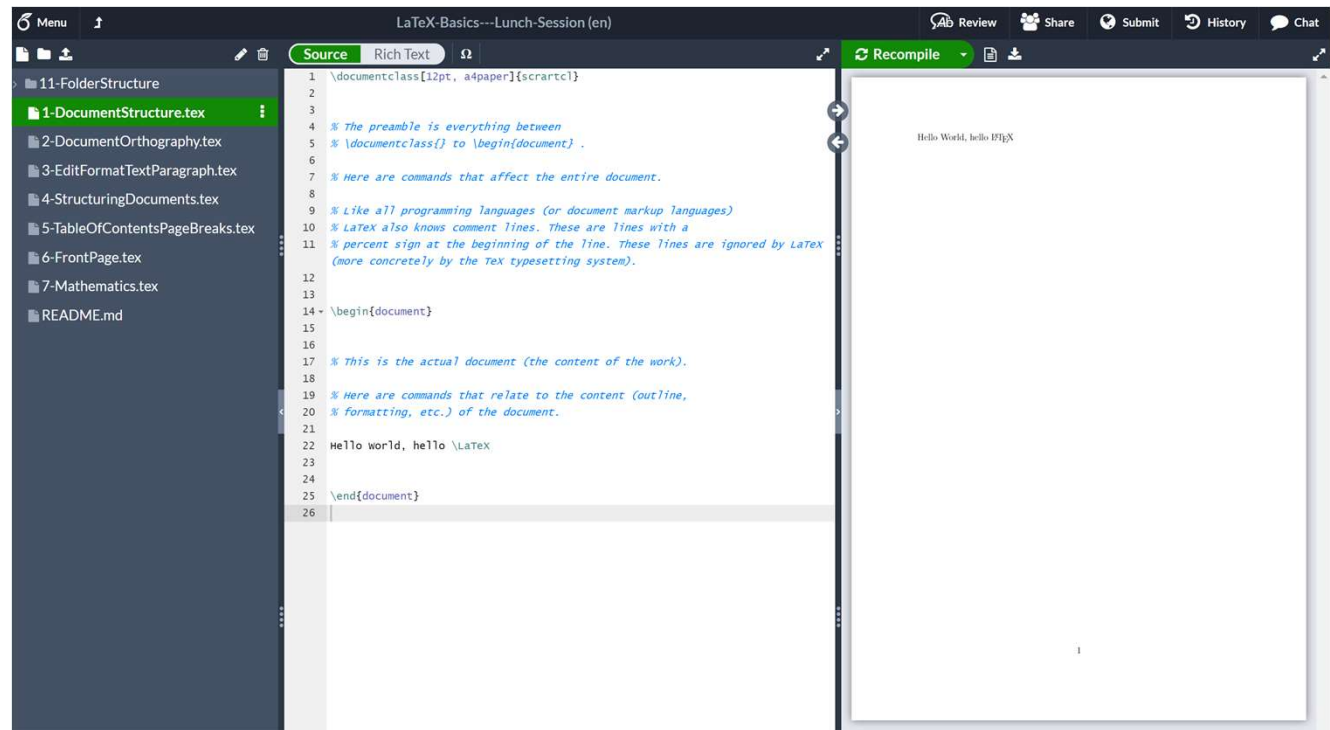 Menu
LaTeX-Basics---Lunch-Session (en)
Review
Share
Submit
History
Chat
Source
Rich Text
Ω
Recompile
11-FolderStructure
1-DocumentStructure.tex
2-DocumentOrthography.tex
3-EditFormatTextParagraph.tex
4-StructuringDocuments.tex
5-TableOfContentsPageBreaks.tex
6-FrontPage.tex
7-Mathematics.tex
README.md
1 \documentclass[12pt, a4paper]{scrartcl}
2
3
4 % The preamble is everything between
5 % \documentclass{} to \begin{document} .
6
7 % Here are commands that affect the entire document.
8
9 % Like all programming languages (or document markup languages)
10 % LaTeX also knows comment lines. These are lines with a
11 % percent sign at the beginning of the line. These lines are ignored by LaTeX
(more concretely by the TeX typesetting system).
12
13
14 \begin{document}
15
16
17 % This is the actual document (the content of the work).
18
19 % Here are commands that relate to the content (outline,
20 % formatting, etc.) of the document.
21
22 Hello World, hello \LaTeX
23
24
25 \end{document}
26
Hello World, hello LaTeX
1